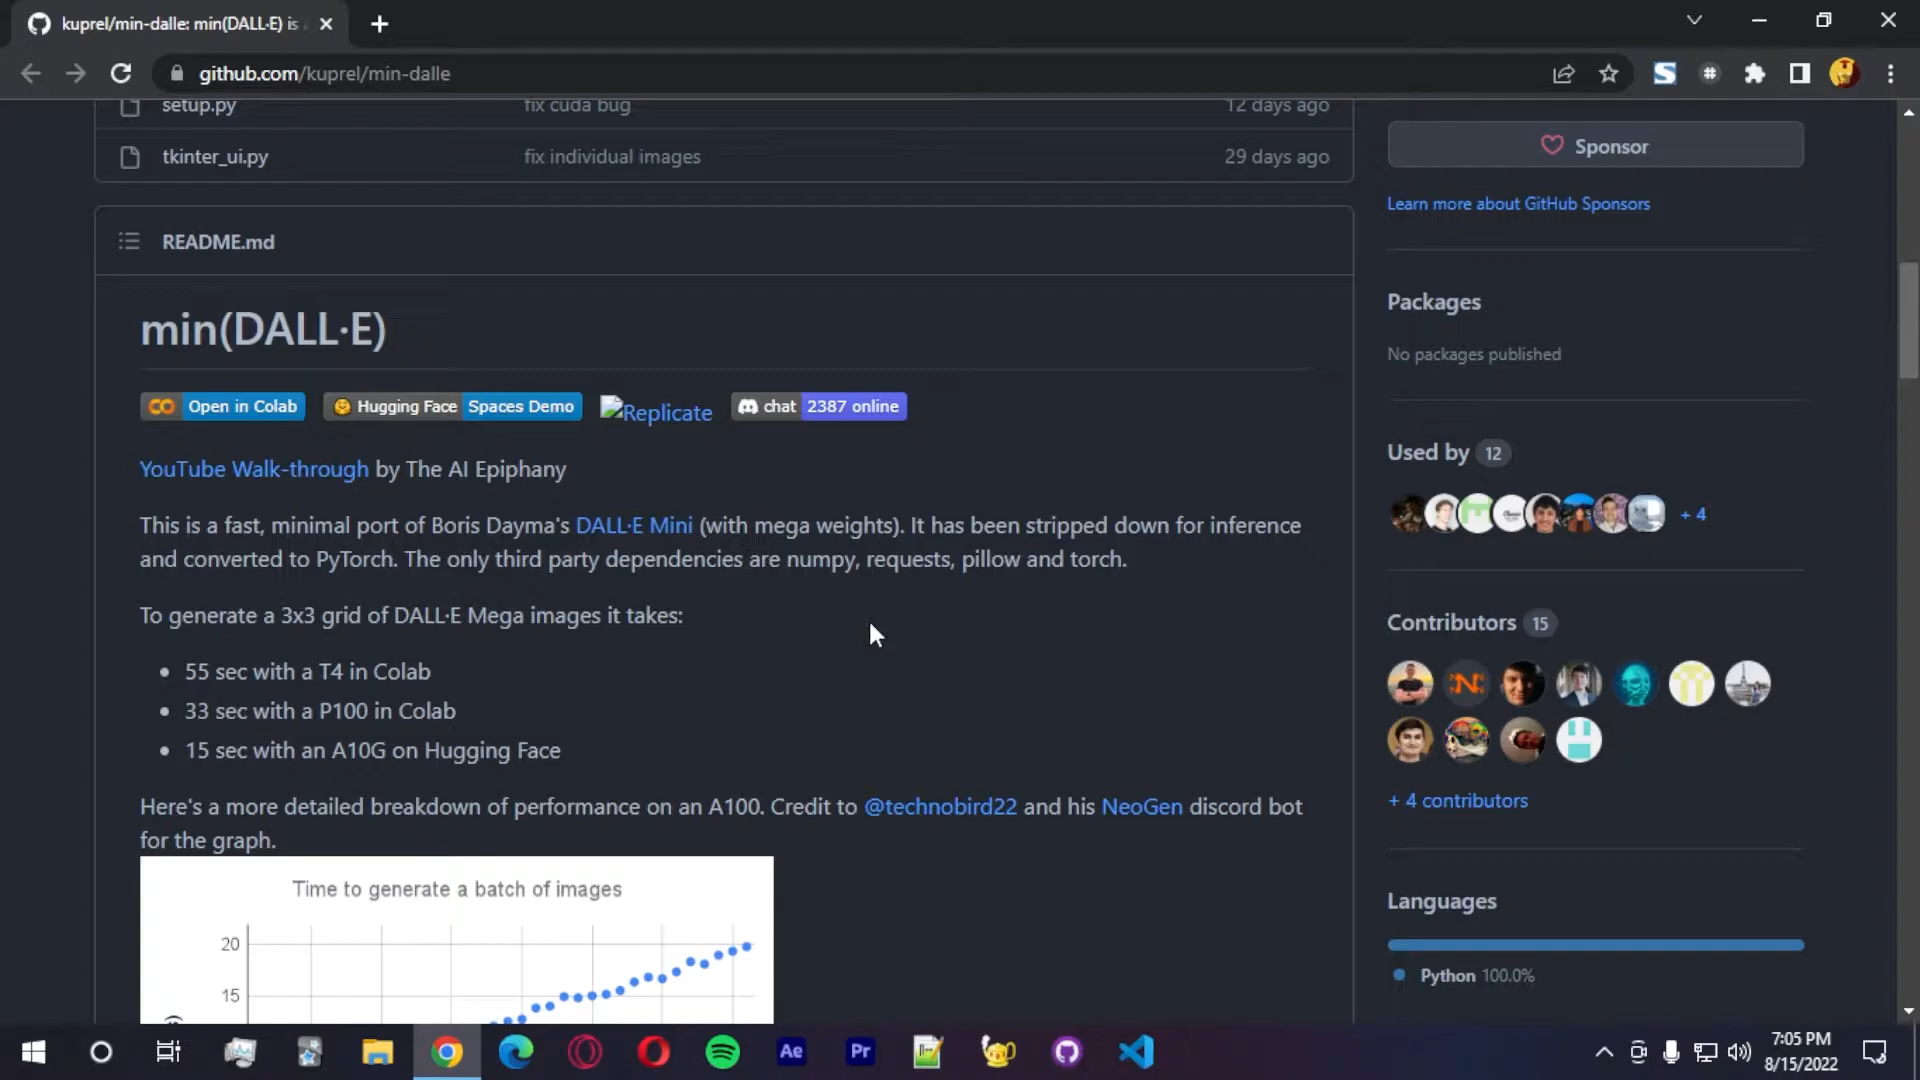 kuprel/min-dalle: min(DALL·E) is
github.com/kuprel/min-dalle
setup.py fix cuda bug 12 days ago
tkinter_ui.py fix individual images 29 days ago
README.md
min(DALL·E)
Open in Colab Hugging Face Spaces Demo Replicate chat 2387 online
YouTube Walk-through by The AI Epiphany
This is a fast, minimal port of Boris Dayma's DALL·E Mini (with mega weights). It has been stripped down for inference
and converted to PyTorch. The only third party dependencies are numpy, requests, pillow and torch.
To generate a 3x3 grid of DALL·E Mega images it takes:
• 55 sec with a T4 in Colab
• 33 sec with a P100 in Colab
• 15 sec with an A10G on Hugging Face
Here's a more detailed breakdown of performance on an A100. Credit to @technobird22 and his NeoGen discord bot
for the graph.
Time to generate a batch of images
20
15
Sponsor
Learn more about GitHub Sponsors
Packages
No packages published
Used by 12
+ 4
Contributors 15
+ 4 contributors
Languages
Python 100.0%
Ae
Pr
7:05 PM
8/15/2022